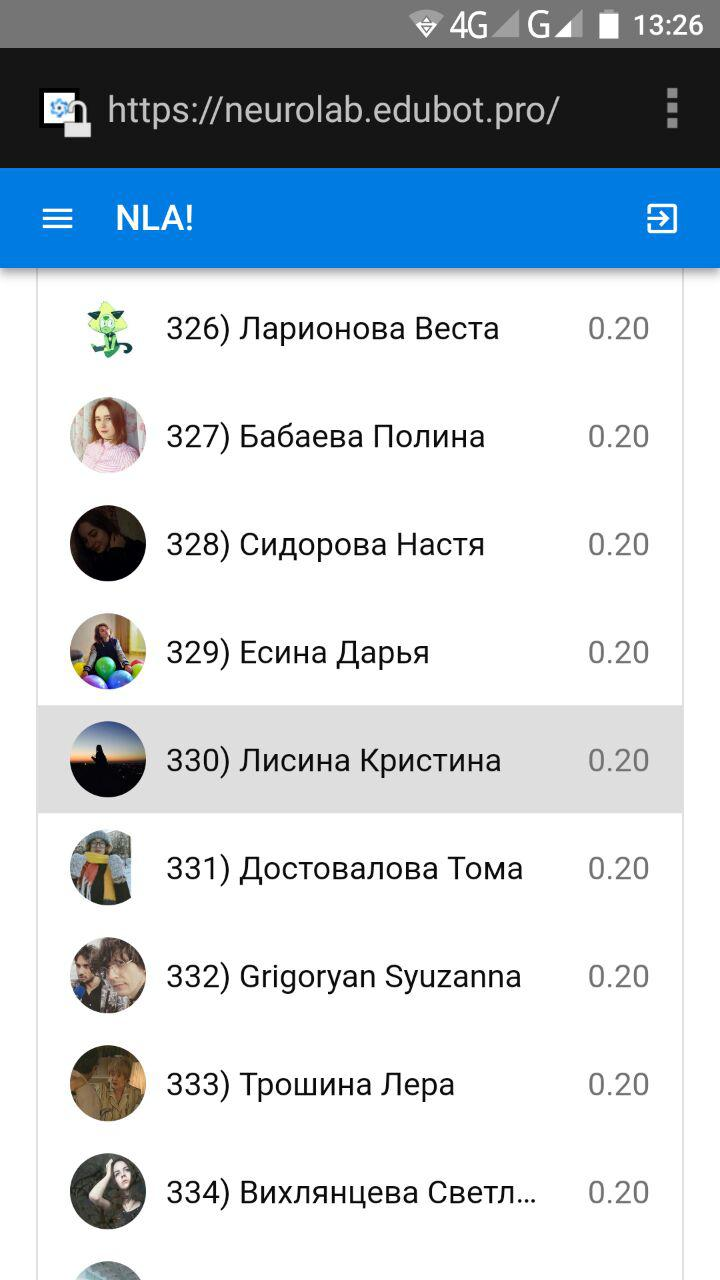 4G G 13:26
https://neurolab.edubot.pro/
NLA!
326) Ларионова Веста 0.20
327) Бабаева Полина 0.20
328) Сидорова Настя 0.20
329) Есина Дарья 0.20
330) Лисина Кристина 0.20
331) Достовалова Тома 0.20
332) Grigoryan Syuzanna 0.20
333) Трошина Лера 0.20
334) Вихлянцева Светл... 0.20